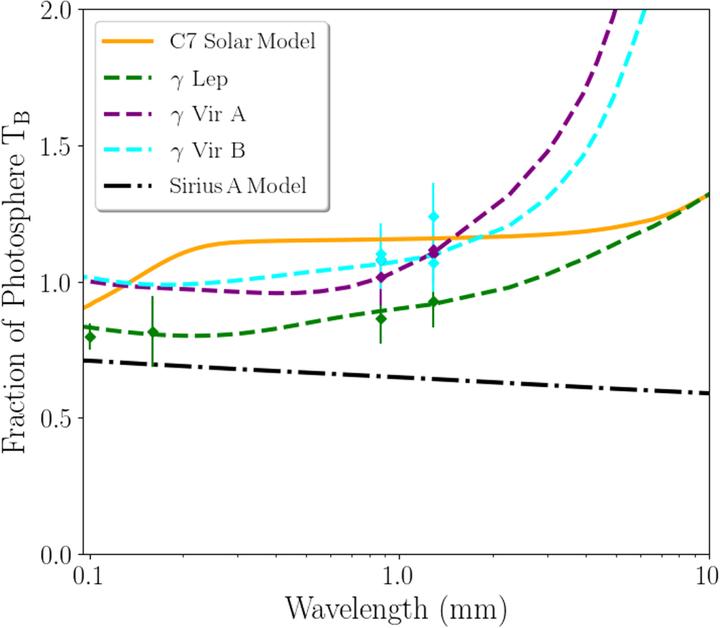 2.0
1.5
1.0
0.5
0.0
Fraction of Photosphere T_B
C7 Solar Model
γ Lep
γ Vir A
γ Vir B
Sirius A Model
0.1 1.0 10
Wavelength (mm)